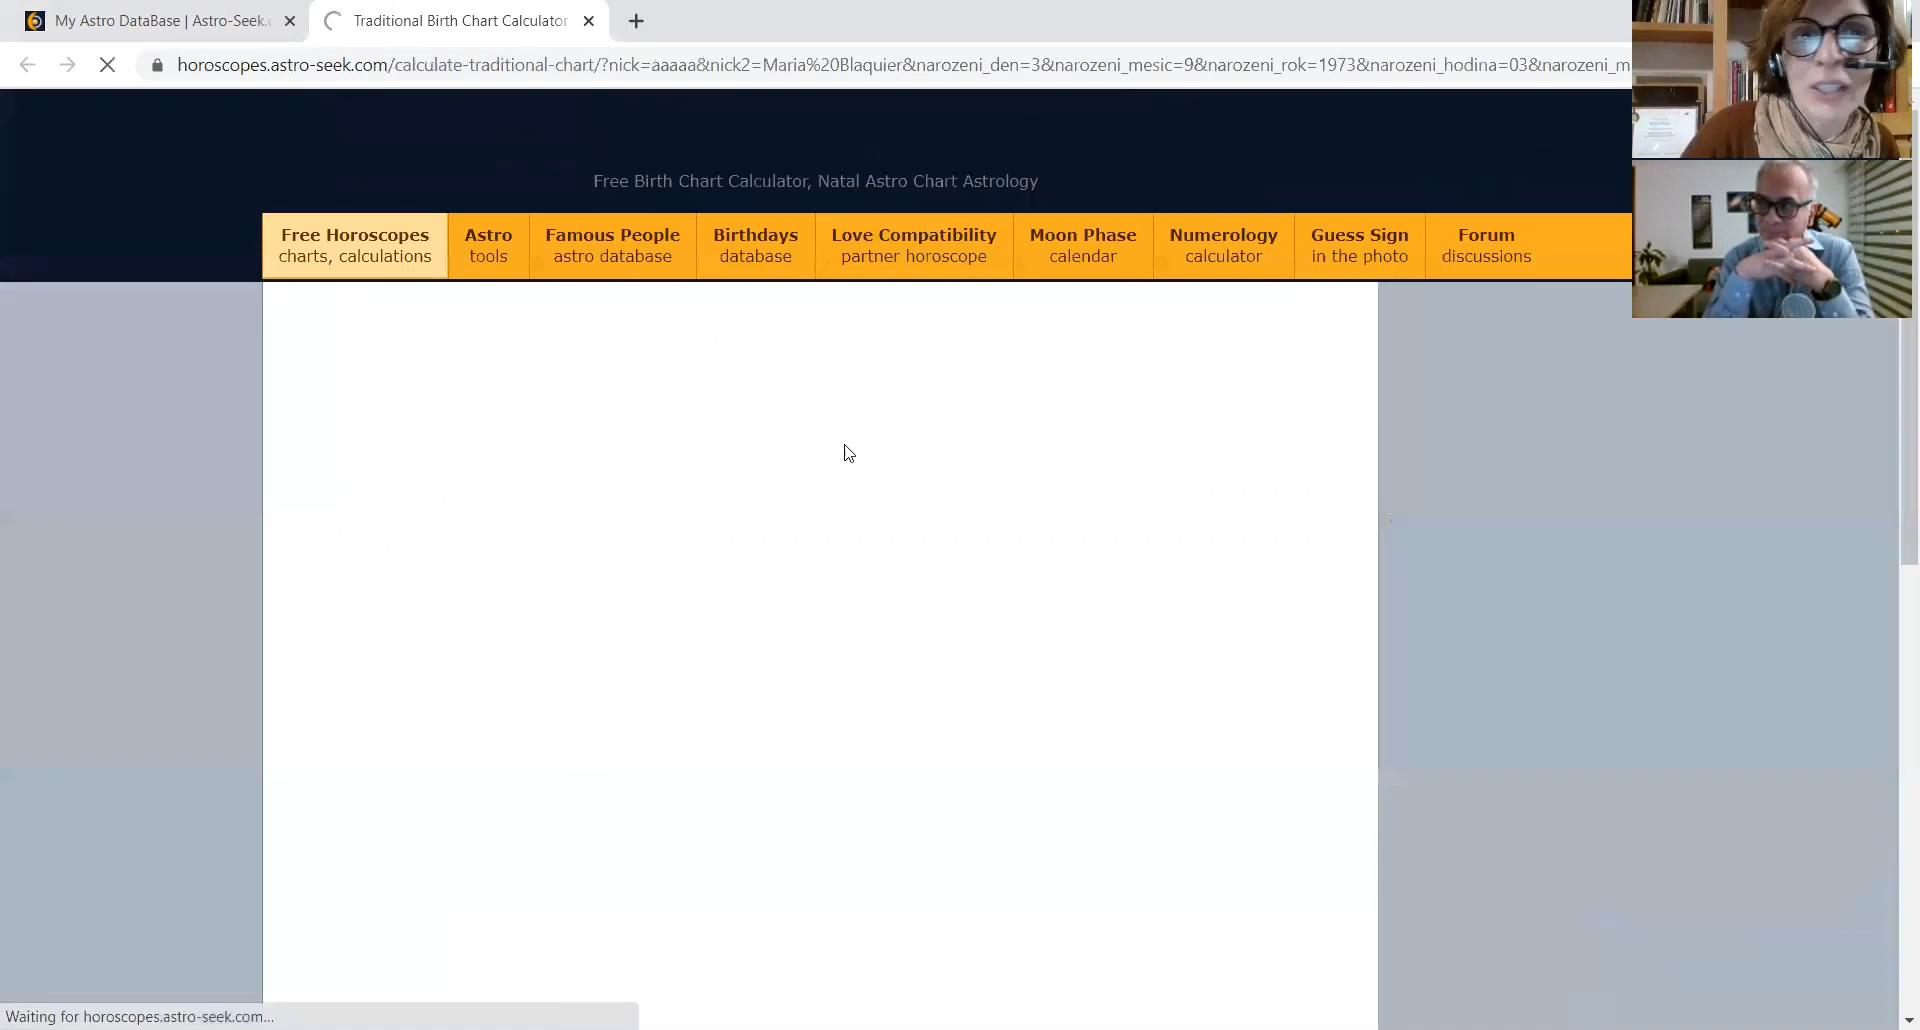 My Astro DataBase | Astro-Seek.c
Traditional Birth Chart Calculator
horoscopes.astro-seek.com/calculate-traditional-chart/?nick=aaaaa&nick2=Maria%20Blaquier&narozeni_den=3&narozeni_mesic=9&narozeni_rok=1973&narozeni_hodina=03&narozeni_m
Free Birth Chart Calculator, Natal Astro Chart Astrology
Free Horoscopes
charts, calculations
Astro
tools
Famous People
astro database
Birthdays
database
Love Compatibility
partner horoscope
Moon Phase
calendar
Numerology
calculator
Guess Sign
in the photo
Forum
discussions
Waiting for horoscopes.astro-seek.com...